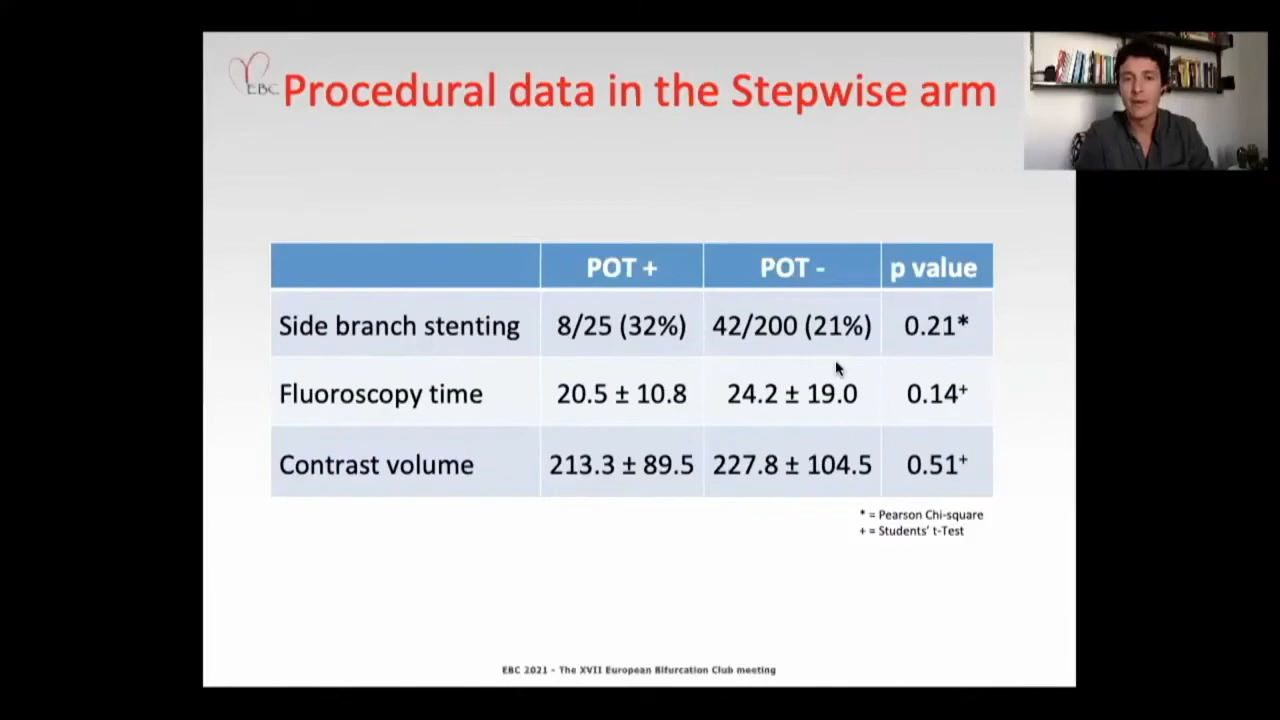 EBC
Procedural data in the Stepwise arm
POT + POT - p value
Side branch stenting 8/25 (32%) 42/200 (21%) 0.21*
Fluoroscopy time 20.5 ± 10.8 24.2 ± 19.0 0.14+
Contrast volume 213.3 ± 89.5 227.8 ± 104.5 0.51+
* = Pearson Chi-square
+ = Students' t-Test
EBC 2021 - The XVII European Bifurcation Club meeting